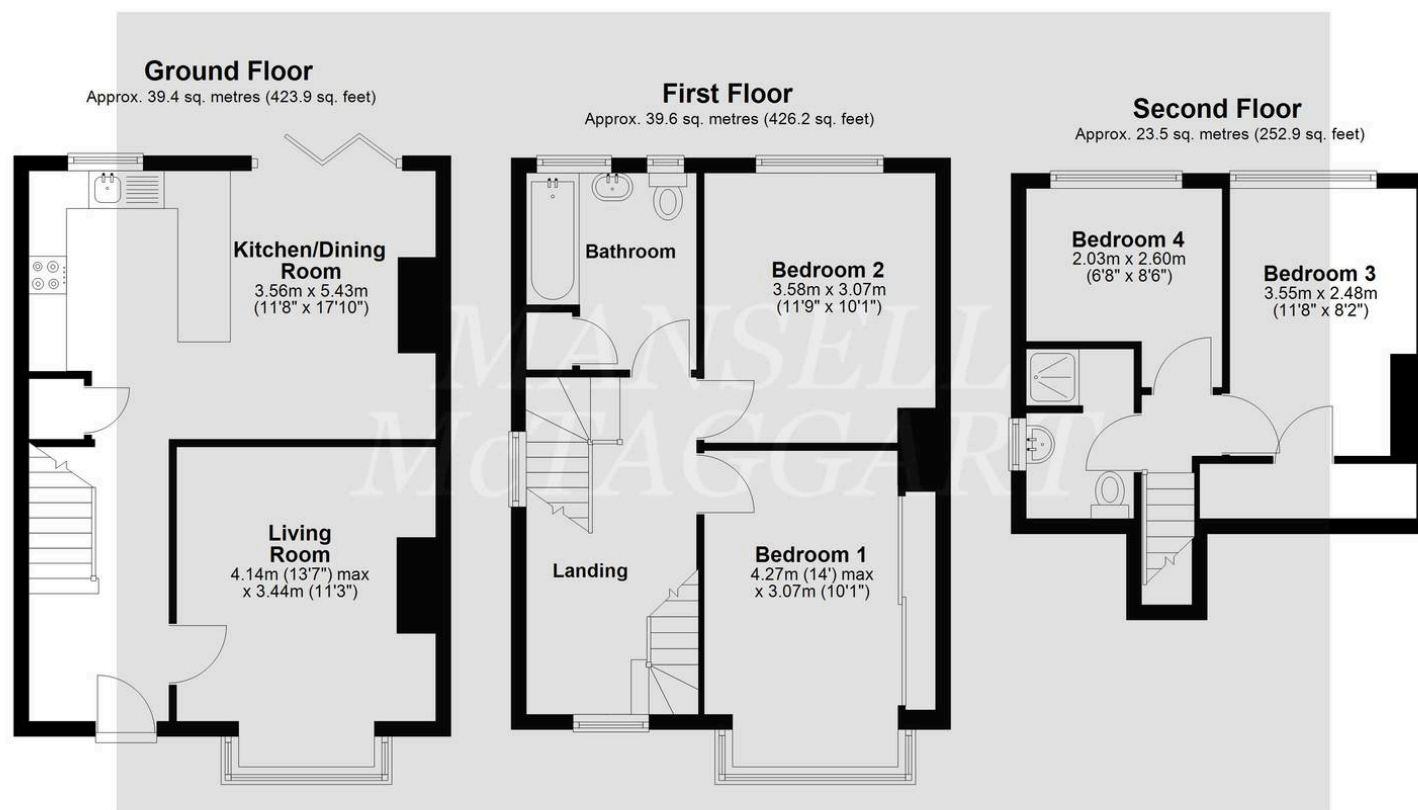 Ground Floor
Approx. 39.4 sq. metres (423.9 sq. feet)
Kitchen/Dining
Room
3.56m x 5.43m
(11'8" x 17'10")
Living
Room
4.14m (13'7") max
x 3.44m (11'3")
First Floor
Approx. 39.6 sq. metres (426.2 sq. feet)
Bathroom
Bedroom 2
3.58m x 3.07m
(11'9" x 10'1")
Landing
Bedroom 1
4.27m (14') max
x 3.07m (10'1")
Second Floor
Approx. 23.5 sq. metres (252.9 sq. feet)
Bedroom 4
2.03m x 2.60m
(6'8" x 8'6")
Bedroom 3
3.55m x 2.48m
(11'8" x 8'2")
MANSELL
McTAGGART